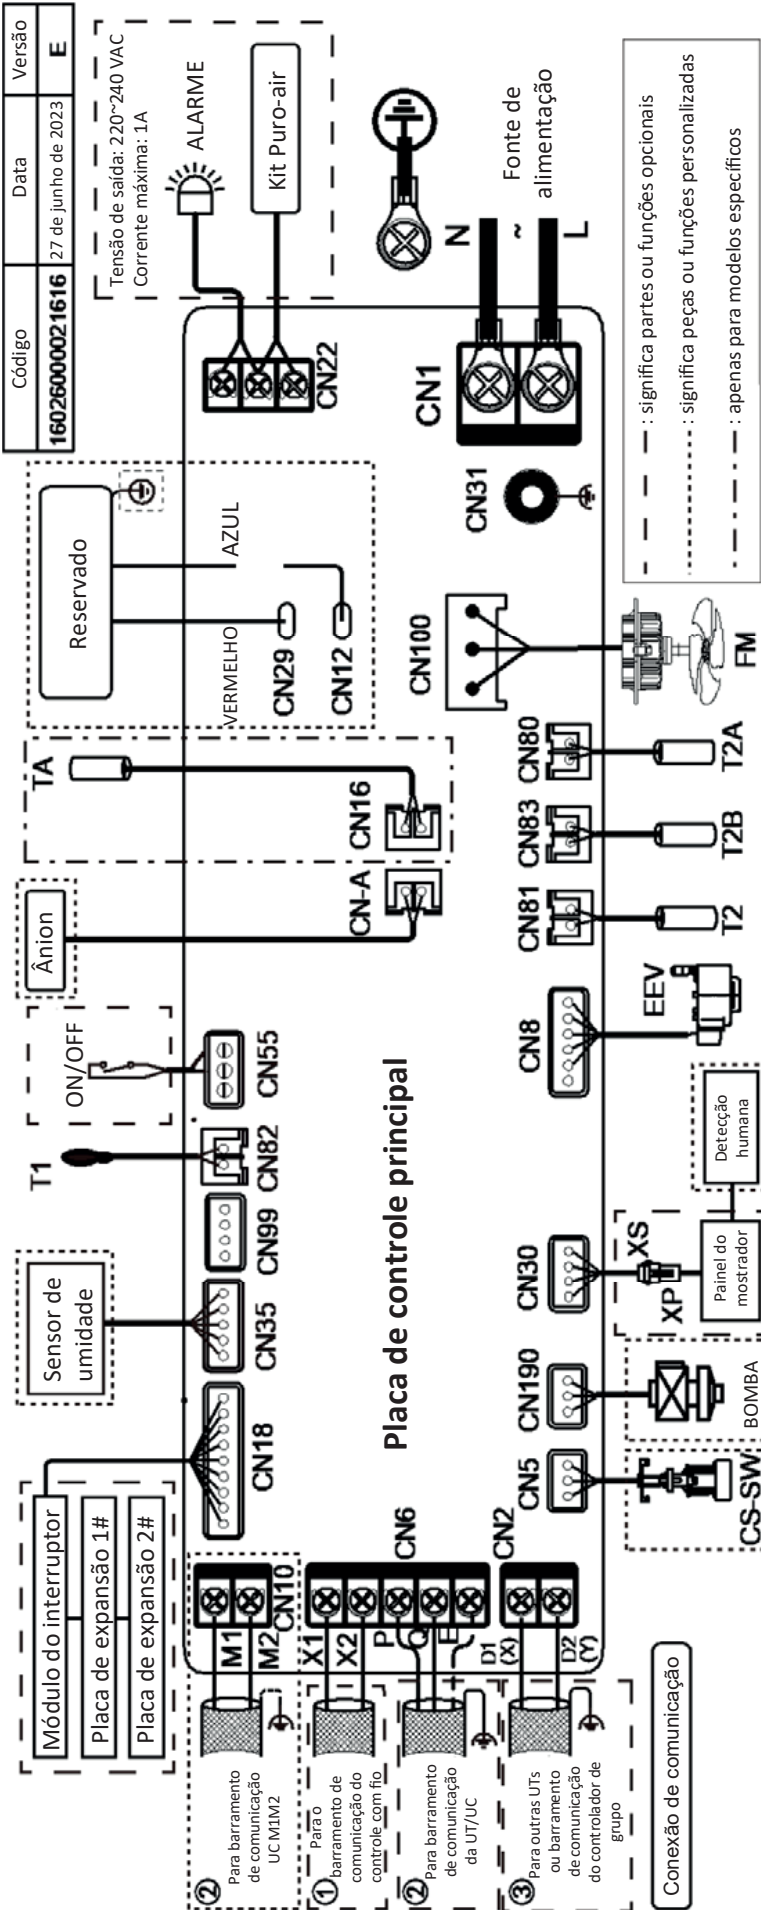 Código
Data
Versão
16026000021616
27 de junho de 2023
E
Módulo do interruptor
Placa de expansão 1#
Placa de expansão 2#
Sensor de
umidade
T1
ON/OFF
Ânion
TA
Reservado
VERMELHO
AZUL
Tensão de saída: 220~240 VAC
Corrente máxima: 1A
ALARME
Kit Puro-air
CN18
CN35
CN99
CN82
CN55
CN-A
CN16
CN29
CN12
CN22
CN10
M1
M2
X1
X2
P
Q
E
CN6
D1
(X)
D2
(Y)
CN2
Placa de controle principal
CN100
CN31
CN1
N
~
L
Fonte de
alimentação
CN5
CN190
CN30
CN8
CN81
CN83
CN80
CS-SW
BOMBA
XP
XS
Painel do
mostrador
Detecção
humana
EEV
T2
T2B
T2A
FM
② Para barramento
de comunicação
UC M1M2
① Para o
barramento de
comunicação do
controle com fio
② Para barramento
de comunicação
da UT/UC
③ Para outras UTs
ou barramento
de comunicação
do controlador de
grupo
Conexão de comunicação
: significa partes ou funções opcionais
: significa peças ou funções personalizadas
: apenas para modelos específicos